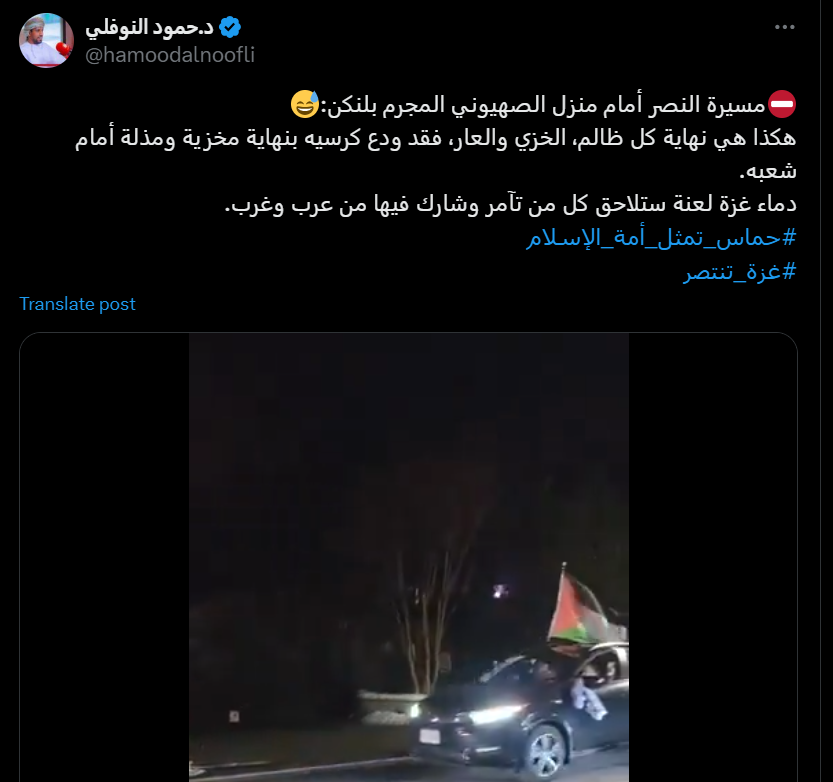 د.حمود النوفلي
@hamoodalnoofli
⛔مسيرة النصر أمام منزل الصهيوني المجرم بلنكن:😅
هكذا هي نهاية كل ظالم، الخزي والعار، فقد ودع كرسيه بنهاية مخزية ومذلة أمام
شعبه.
دماء غزة لعنة ستلاحق كل من تآمر وشارك فيها من عرب وغرب.
#حماس_تمثل_أمة_الإسلام
#غزة_تنتصر
Translate post